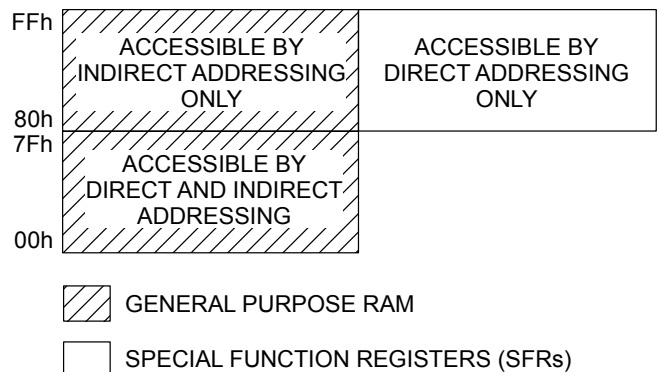 FFh
ACCESSIBLE BY
INDIRECT ADDRESSING
ONLY
ACCESSIBLE BY
DIRECT ADDRESSING
ONLY
80h
7Fh
ACCESSIBLE BY
DIRECT AND INDIRECT
ADDRESSING
00h
GENERAL PURPOSE RAM
SPECIAL FUNCTION REGISTERS (SFRs)